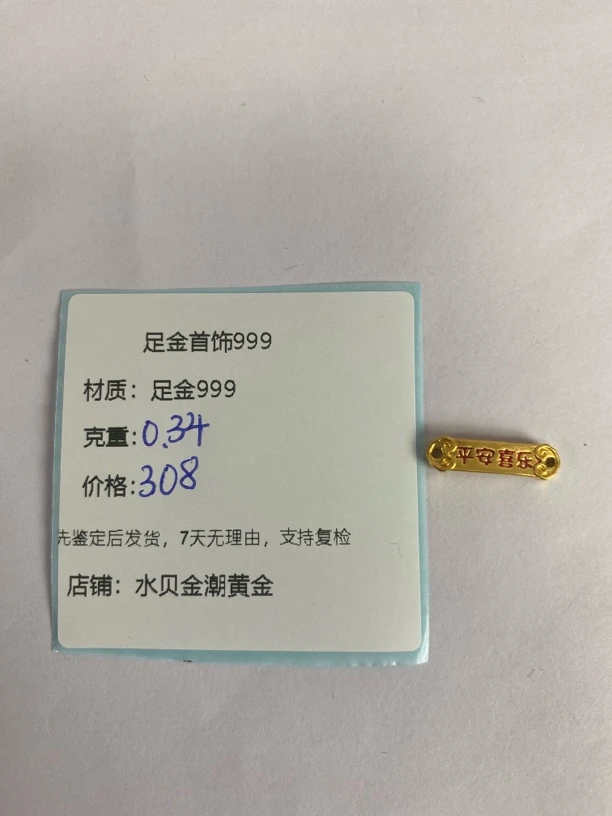 足金首饰999
材质：足金999
克重:0.34
价格:308
先鉴定后发货，7天无理由，支持复检
店铺：水贝金潮黄金
平安喜乐